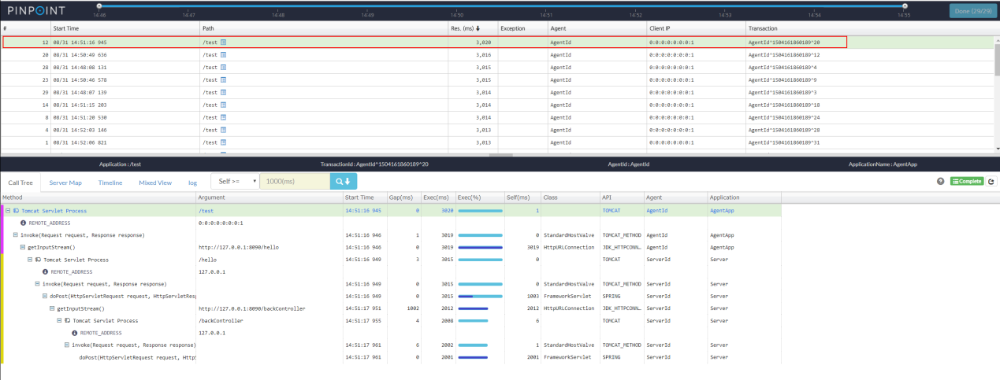 PINPOINT
14:46 14:47 14:48 14:49 14:50 14:51 14:52 14:53 14:54 14:55
Done (29/29)
# Start Time Path Res. (ms) Exception Agent Client IP Transaction
12 08/31 14:51:16 945 /test 3,020 AgentId 0:0:0:0:0:0:0:1 AgentId^1504161860189^20
20 08/31 14:50:49 636 /test 3,016 AgentId 0:0:0:0:0:0:0:1 AgentId^1504161860189^12
28 08/31 14:48:08 131 /test 3,015 AgentId 0:0:0:0:0:0:0:1 AgentId^1504161860189^4
23 08/31 14:50:46 578 /test 3,015 AgentId 0:0:0:0:0:0:0:1 AgentId^1504161860189^9
29 08/31 14:48:07 139 /test 3,014 AgentId 0:0:0:0:0:0:0:1 AgentId^1504161860189^3
14 08/31 14:51:15 203 /test 3,014 AgentId 0:0:0:0:0:0:0:1 AgentId^1504161860189^18
8 08/31 14:51:20 530 /test 3,014 AgentId 0:0:0:0:0:0:0:1 AgentId^1504161860189^24
4 08/31 14:52:03 146 /test 3,013 AgentId 0:0:0:0:0:0:0:1 AgentId^1504161860189^28
1 08/31 14:52:06 821 /test 3,013 AgentId 0:0:0:0:0:0:0:1 AgentId^1504161860189^31
Application : /test TransactionId : AgentId^1504161860189^20 AgentId : AgentId ApplicationName : AgentApp
Call Tree Server Map Timeline Mixed View log Self >= 1000(ms) Complete
Method Argument Start Time Gap(ms) Exec(ms) Exec(%) Self(ms) Class API Agent Application
Tomcat Servlet Process /test 14:51:16 945 0 3020 1 TOMCAT AgentId AgentApp
REMOTE_ADDRESS 0:0:0:0:0:0:0:1
invoke(Request request, Response response) 14:51:16 946 1 3019 0 StandardHostValve TOMCAT_METHOD AgentId AgentApp
getInputStream() http://127.0.0.1:8090/hello 14:51:16 946 0 3019 3019 HttpURLConnection JDK_HTTPCONN... AgentId AgentApp
Tomcat Servlet Process /hello 14:51:16 949 3 3015 0 TOMCAT ServerId Server
REMOTE_ADDRESS 127.0.0.1
invoke(Request request, Response response) 14:51:16 949 0 3015 0 StandardHostValve TOMCAT_METHOD ServerId Server
doPost(HttpServletRequest request, HttpServletRes 14:51:16 949 0 3015 1003 FrameworkServlet SPRING ServerId Server
getInputStream() http://127.0.0.1:8090/backController 14:51:17 951 1002 2012 2012 HttpURLConnection JDK_HTTPCONN... ServerId Server
Tomcat Servlet Process /backController 14:51:17 955 4 2008 6 TOMCAT ServerId Server
REMOTE_ADDRESS 127.0.0.1
invoke(Request request, Response response) 14:51:17 961 6 2002 1 StandardHostValve TOMCAT_METHOD ServerId Server
doPost(HttpServletRequest request, Http 14:51:17 961 0 2001 2001 FrameworkServlet SPRING ServerId Server